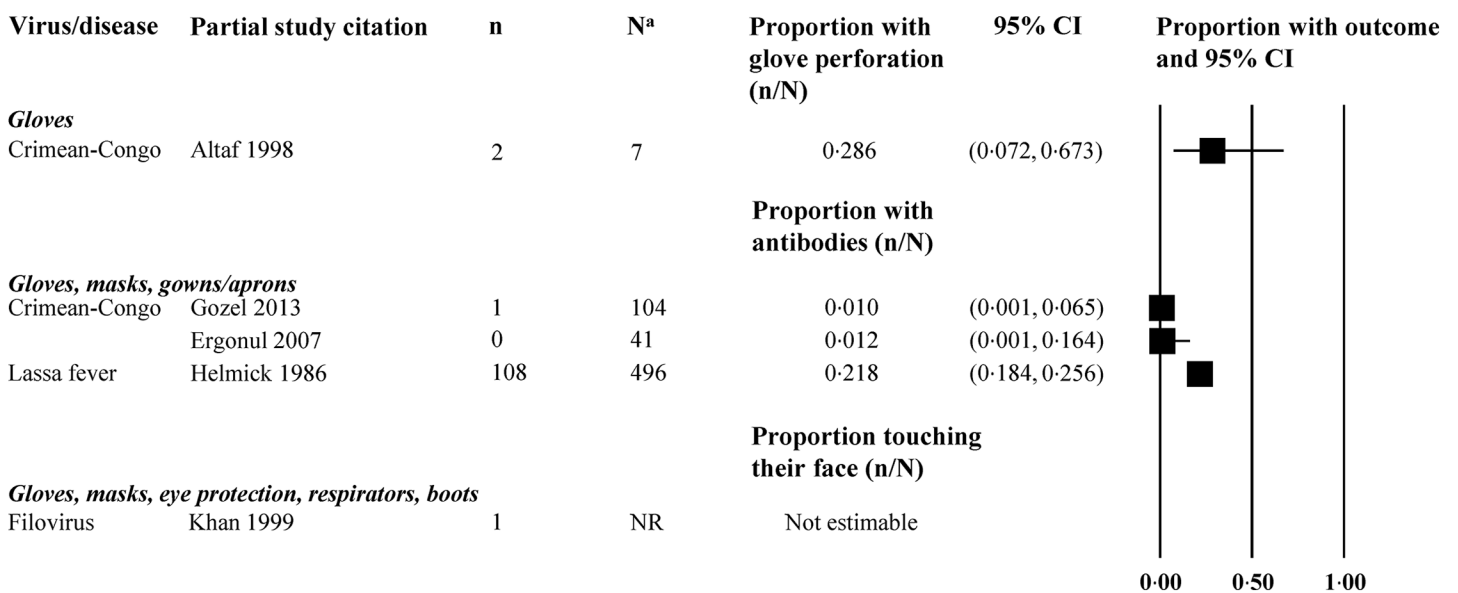 Virus/disease Partial study citation n Nᵃ Proportion with 95% CI Proportion with outcome
glove perforation and 95% CI
(n/N)
Gloves
Crimean-Congo Altaf 1998 2 7 0·286 (0·072, 0·673)
Proportion with
antibodies (n/N)
Gloves, masks, gowns/aprons
Crimean-Congo Gozel 2013 1 104 0·010 (0·001, 0·065)
Ergonul 2007 0 41 0·012 (0·001, 0·164)
Lassa fever Helmick 1986 108 496 0·218 (0·184, 0·256)
Proportion touching
their face (n/N)
Gloves, masks, eye protection, respirators, boots
Filovirus Khan 1999 1 NR Not estimable
0·00 0·50 1·00